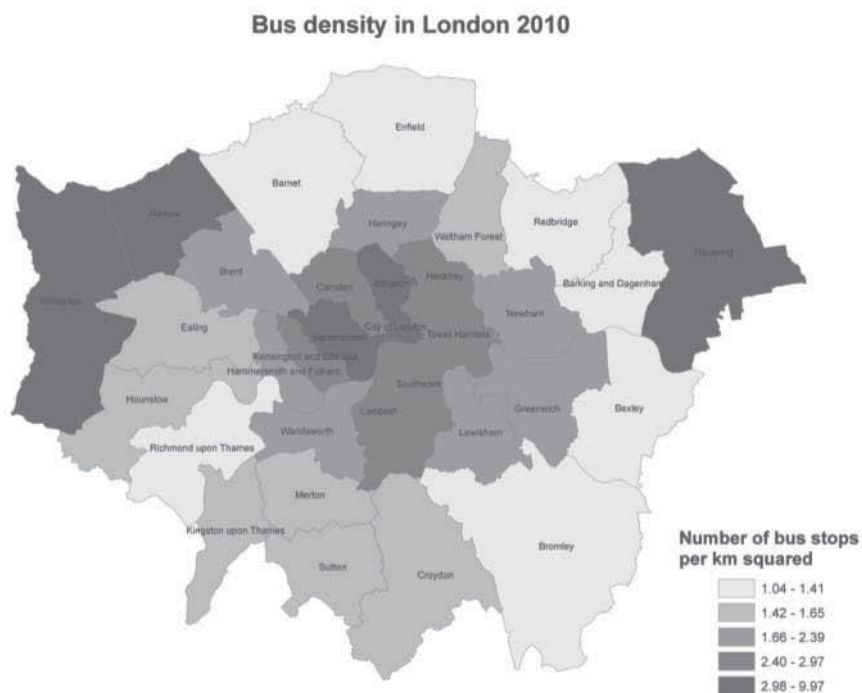 Bus density in London 2010
Enfield
Barnet
Harrow
Haringey
Waltham Forest
Redbridge
Havering
Hillingdon
Brent
Camden
Islington
Hackney
Barking and Dagenham
Newham
Ealing
Westminster
City of London
Tower Hamlets
Kensington and Chelsea
Hammersmith and Fulham
Southwark
Hounslow
Lambeth
Greenwich
Bexley
Wandsworth
Lewisham
Richmond upon Thames
Merton
Kingston upon Thames
Sutton
Croydon
Bromley
Number of bus stops
per km squared
1.04 - 1.41
1.42 - 1.65
1.66 - 2.39
2.40 - 2.97
2.98 - 9.97